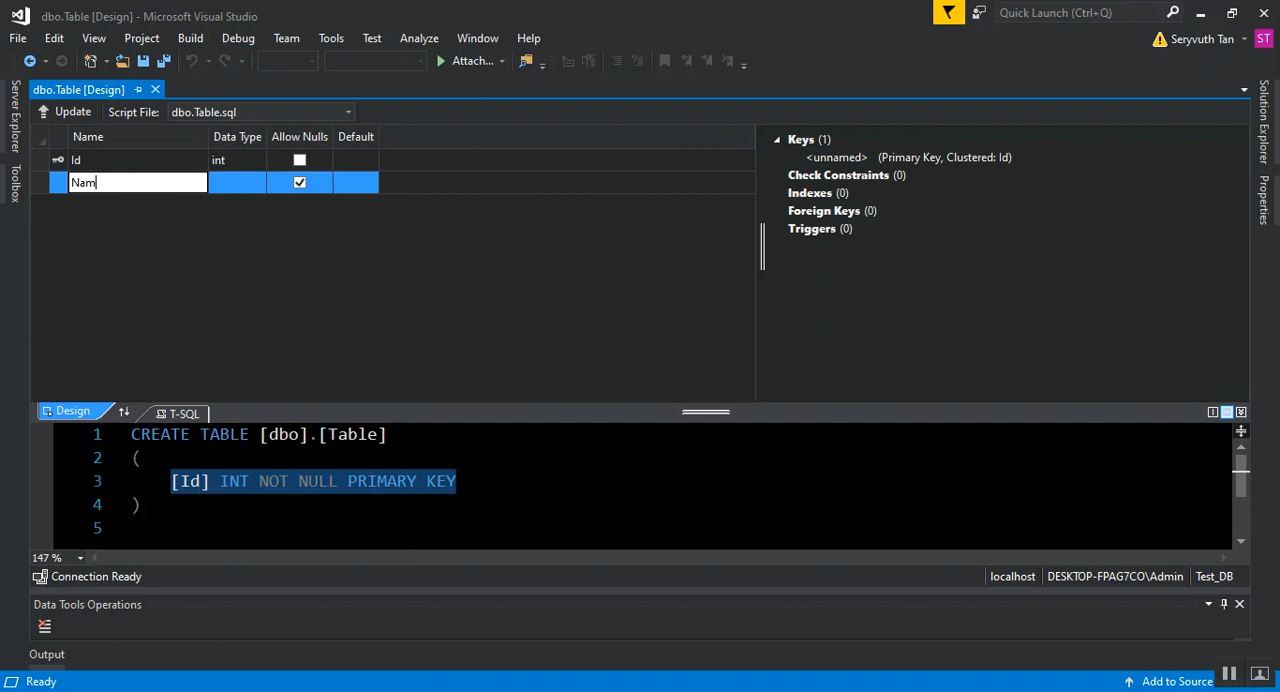 dbo.Table [Design] - Microsoft Visual Studio
Quick Launch (Ctrl+Q)
File Edit View Project Build Debug Team Tools Test Analyze Window Help
Seryvuth Tan ST
Attach...
Server Explorer
Toolbox
Solution Explorer
Properties
dbo.Table [Design]
Update Script File: dbo.Table.sql
Name Data Type Allow Nulls Default
Id int
Nam
Keys (1)
<unnamed> (Primary Key, Clustered: Id)
Check Constraints (0)
Indexes (0)
Foreign Keys (0)
Triggers (0)
Design T-SQL
1 CREATE TABLE [dbo].[Table]
2 (
3 [Id] INT NOT NULL PRIMARY KEY
4 )
5
147 %
Connection Ready localhost DESKTOP-FPAG7CO\Admin Test_DB
Data Tools Operations
Output
Ready Add to Source